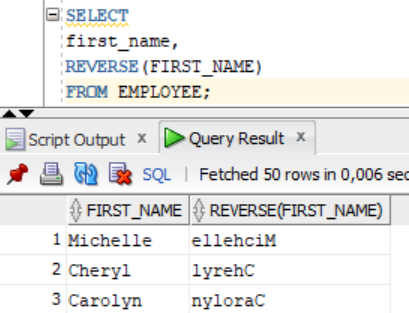 SELECT
first_name,
REVERSE(FIRST_NAME)
FROM EMPLOYEE;
Script Output x Query Result x
SQL | Fetched 50 rows in 0,006 sec
FIRST_NAME REVERSE(FIRST_NAME)
1 Michelle ellehciM
2 Cheryl lyrehC
3 Carolyn nyloraC